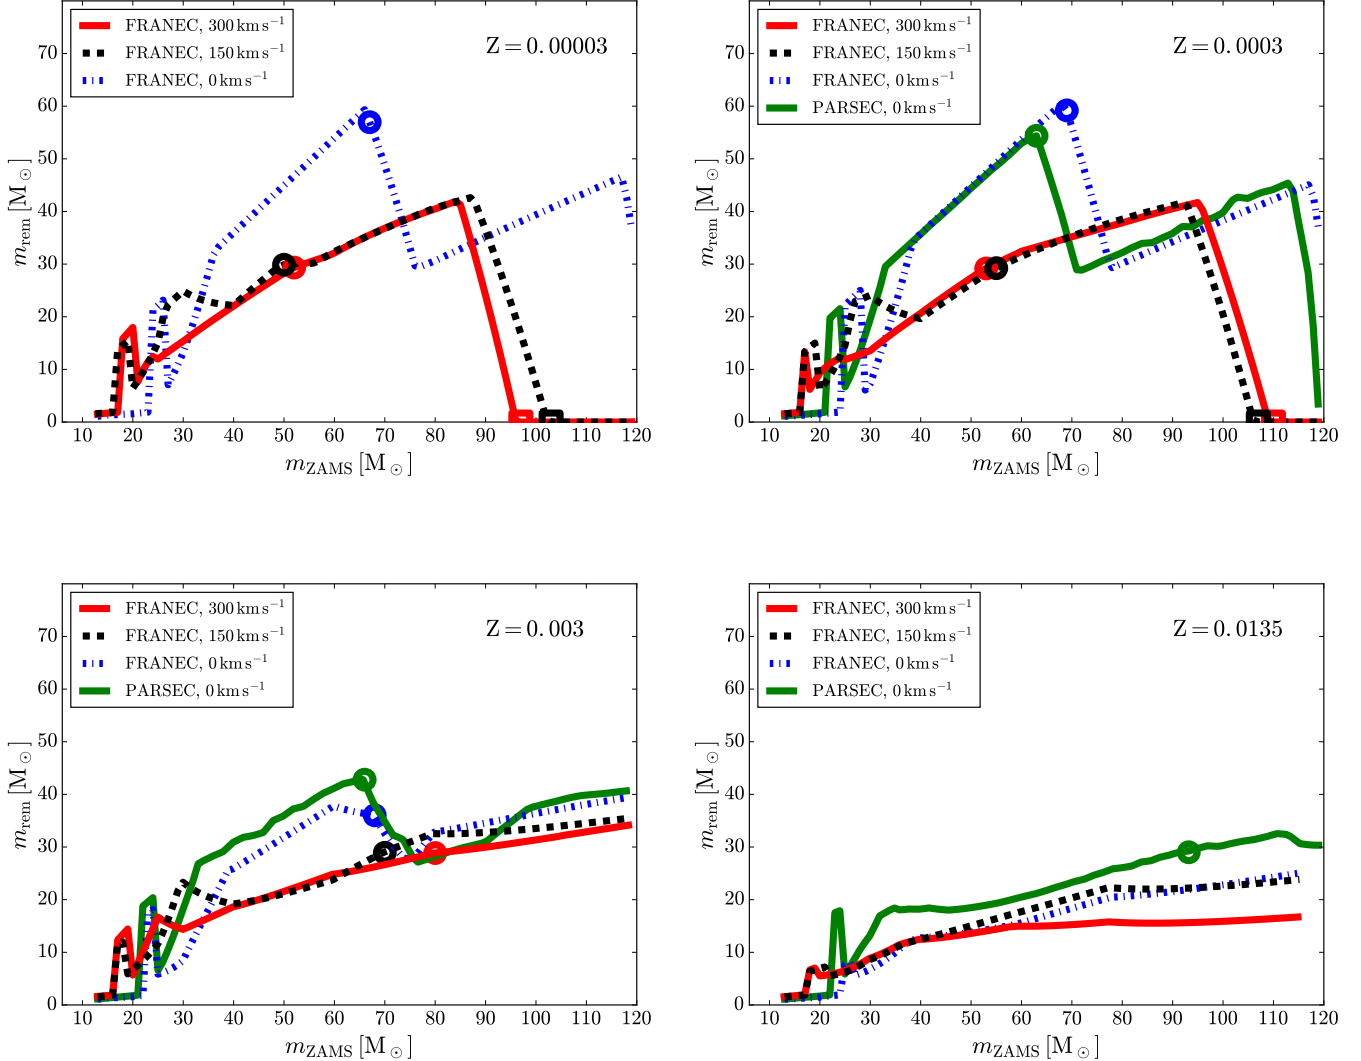 FRANEC, 300 km s⁻¹
FRANEC, 150 km s⁻¹
FRANEC, 0 km s⁻¹
Z = 0.00003
70
60
50
40
30
20
10
0
m_rem [M_⊙]
10 20 30 40 50 60 70 80 90 100 110 120
m_ZAMS [M_⊙]
FRANEC, 300 km s⁻¹
FRANEC, 150 km s⁻¹
FRANEC, 0 km s⁻¹
PARSEC, 0 km s⁻¹
Z = 0.0003
70
60
50
40
30
20
10
0
m_rem [M_⊙]
10 20 30 40 50 60 70 80 90 100 110 120
m_ZAMS [M_⊙]
FRANEC, 300 km s⁻¹
FRANEC, 150 km s⁻¹
FRANEC, 0 km s⁻¹
PARSEC, 0 km s⁻¹
Z = 0.003
70
60
50
40
30
20
10
0
m_rem [M_⊙]
10 20 30 40 50 60 70 80 90 100 110 120
m_ZAMS [M_⊙]
FRANEC, 300 km s⁻¹
FRANEC, 150 km s⁻¹
FRANEC, 0 km s⁻¹
PARSEC, 0 km s⁻¹
Z = 0.0135
70
60
50
40
30
20
10
0
m_rem [M_⊙]
10 20 30 40 50 60 70 80 90 100 110 120
m_ZAMS [M_⊙]